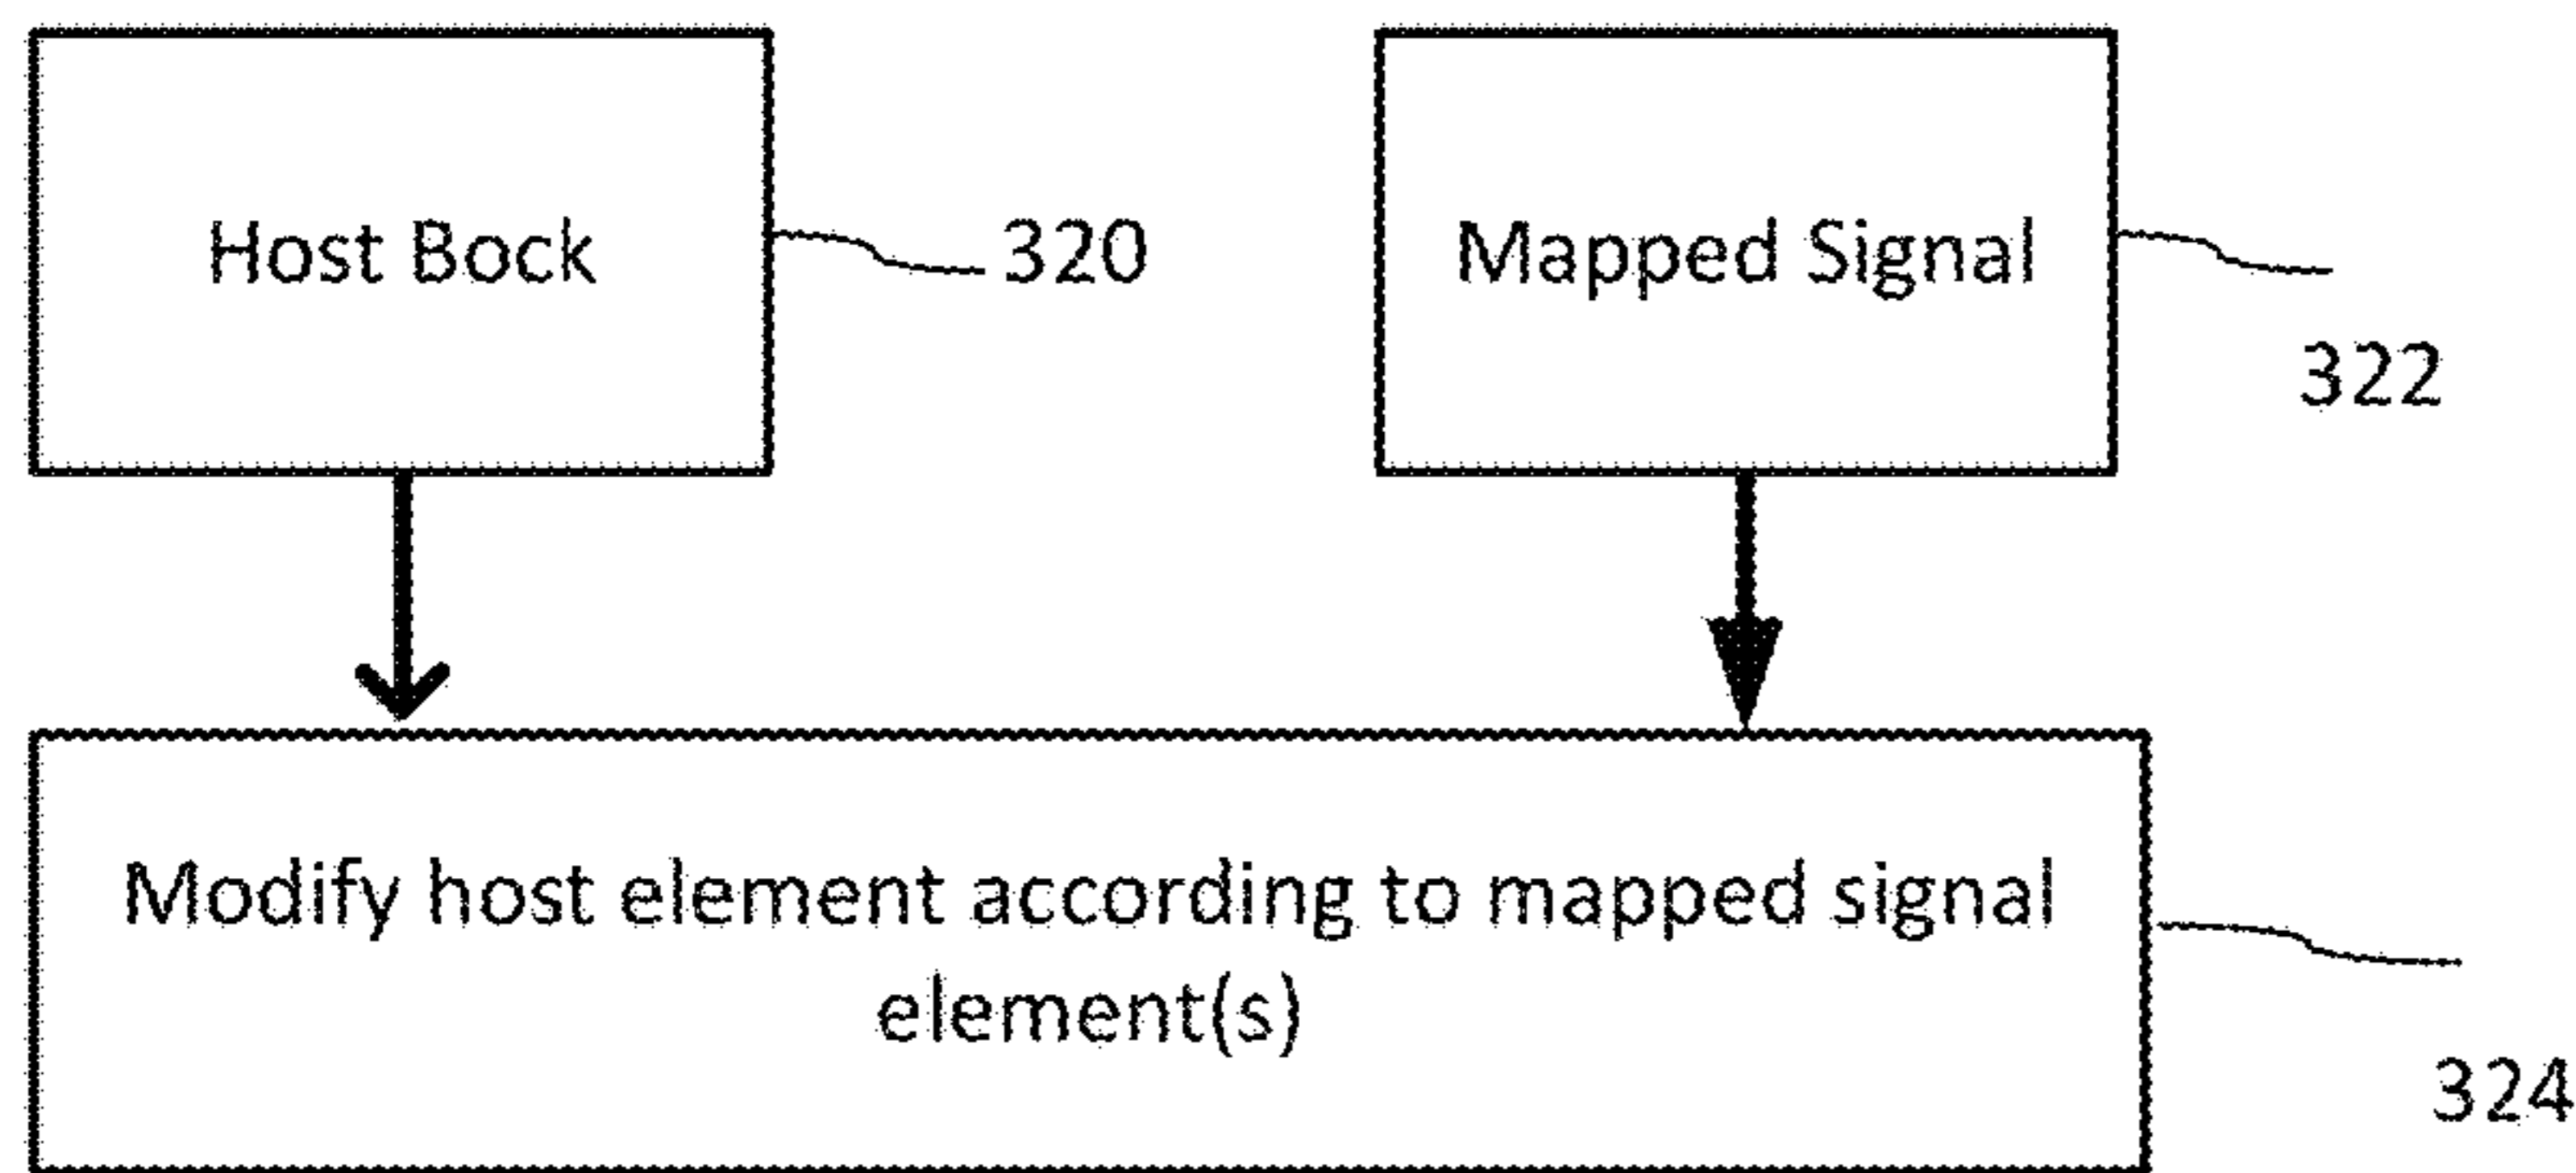 Host Bock
320
Mapped Signal
322
Modify host element according to mapped signal
element(s)
324